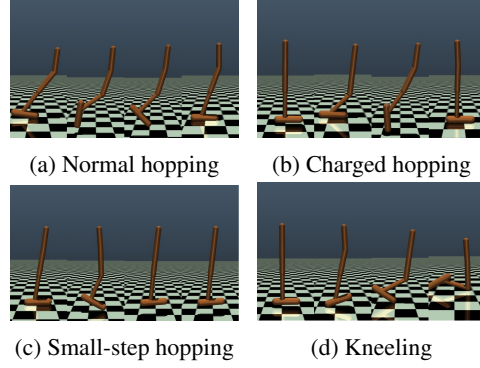 (a) Normal hopping
(b) Charged hopping
(c) Small-step hopping
(d) Kneeling